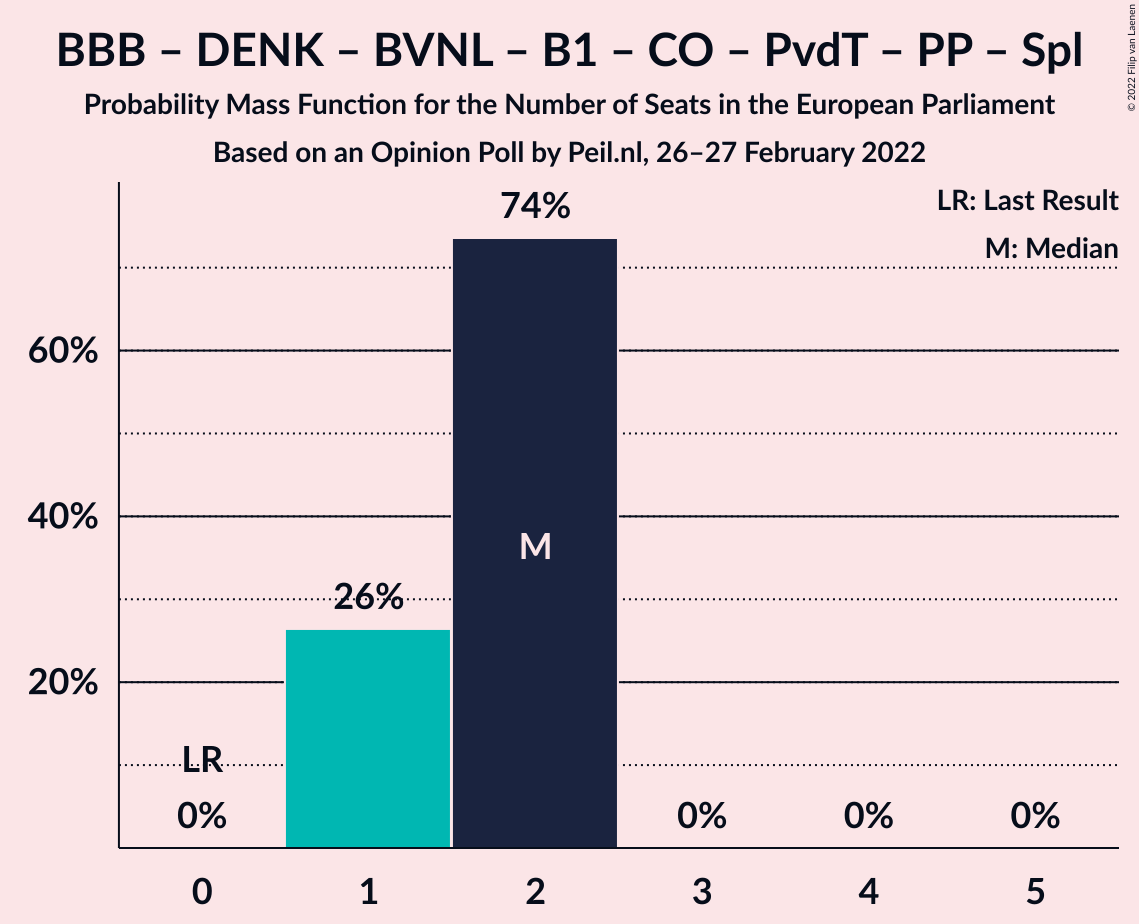 BBB – DENK – BVNL – B1 – CO – PvdT – PP – Spl
Probability Mass Function for the Number of Seats in the European Parliament
Based on an Opinion Poll by Peil.nl, 26–27 February 2022
© 2022 Filip van Laenen
LR: Last Result
M: Median
74%
60%
40%
20%
26%
M
LR
0%
0%
0%
0%
0 1 2 3 4 5